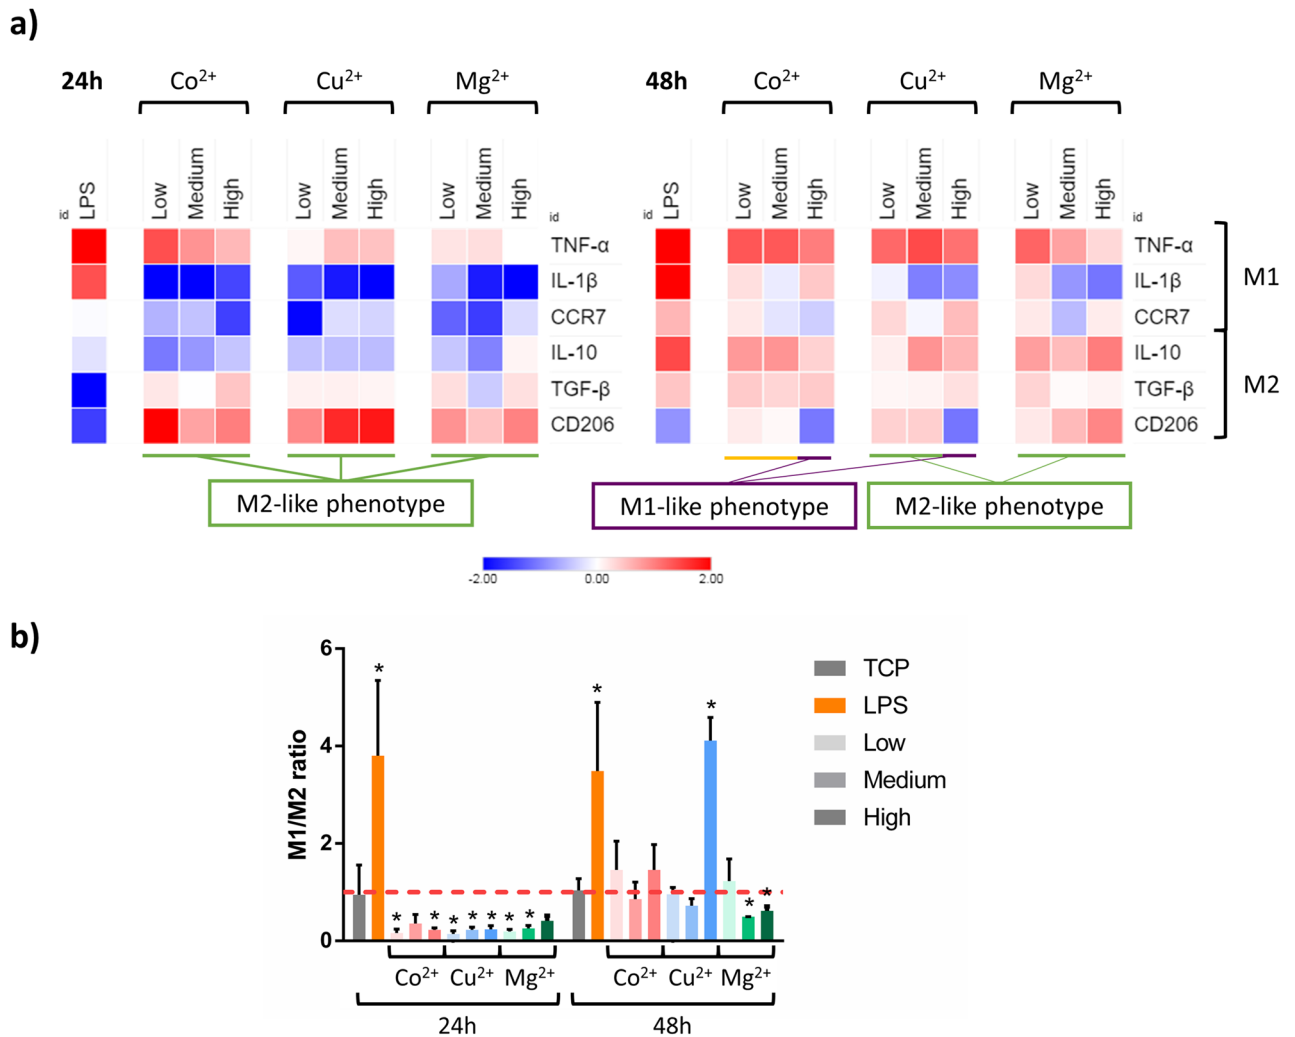 a)
24h Co2+ Cu2+ Mg2+ 48h Co2+ Cu2+ Mg2+
id LPS Low Medium High Low Medium High Low Medium High id id LPS Low Medium High Low Medium High Low Medium High id
TNF-α TNF-α
IL-1β IL-1β M1
CCR7 CCR7
IL-10 IL-10
TGF-β TGF-β M2
CD206 CD206
M2-like phenotype M1-like phenotype M2-like phenotype
-2.00 0.00 2.00
b)
M1/M2 ratio
6
4
2
0
* * * * * * * * * * * * *
TCP
LPS
Low
Medium
High
Co2+ Cu2+ Mg2+ Co2+ Cu2+ Mg2+
24h 48h